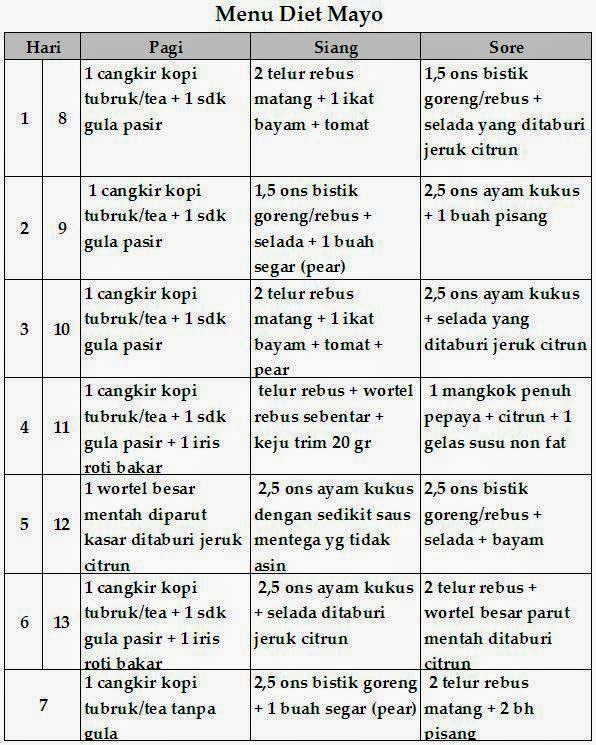 Menu Diet Mayo
Hari Pagi Siang Sore
1 8
1 cangkir kopi
tubruk/tea + 1 sdk
gula pasir
2 telur rebus
matang + 1 ikat
bayam + tomat
1,5 ons bistik
goreng/rebus +
selada yang ditaburi
jeruk citrun
2 9
1 cangkir kopi
tubruk/tea + 1 sdk
gula pasir
1,5 ons bistik
goreng/rebus +
selada + 1 buah
segar (pear)
2,5 ons ayam kukus
+ 1 buah pisang
3 10
1 cangkir kopi
tubruk/tea + 1 sdk
gula pasir
2 telur rebus
matang + 1 ikat
bayam + tomat +
pear
2,5 ons ayam kukus
+ selada yang
ditaburi jeruk citrun
4 11
1 cangkir kopi
tubruk/tea + 1 sdk
gula pasir + 1 iris
roti bakar
telur rebus + wortel
rebus sebentar +
keju trim 20 gr
1 mangkok penuh
pepaya + citrun + 1
gelas susu non fat
5 12
1 wortel besar
mentah diparut
kasar ditaburi jeruk
citrun
2,5 ons ayam kukus
dengan sedikit saus
mentega yg tidak
asin
2,5 ons bistik
goreng/rebus +
selada + bayam
6 13
1 cangkir kopi
tubruk/tea + 1 sdk
gula pasir + 1 iris
roti bakar
2,5 ons ayam kukus
+ selada ditaburi
jeruk citrun
2 telur rebus +
wortel besar parut
mentah ditaburi
citrun
7
1 cangkir kopi
tubruk/tea tanpa
gula
2,5 ons bistik goreng
+ 1 buah segar (pear)
2 telur rebus
matang + 2 bh
pisang